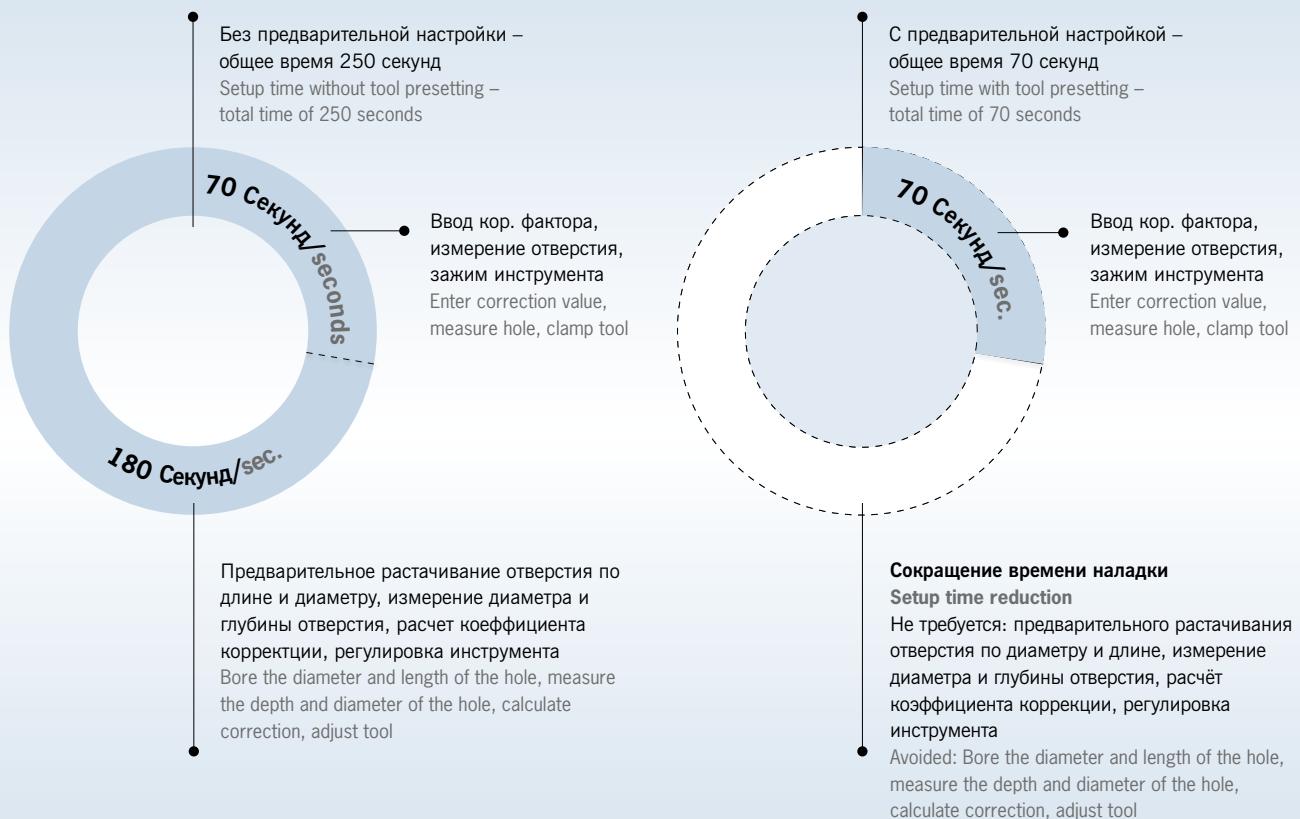 Без предварительной настройки –
общее время 250 секунд
Setup time without tool presetting –
total time of 250 seconds
70 Секунд/seconds
Ввод кор. фактора,
измерение отверстия,
зажим инструмента
Enter correction value,
measure hole, clamp tool
180 Секунд/sec.
Предварительное растачивание отверстия по
длине и диаметру, измерение диаметра и
глубины отверстия, расчет коеффициента
корректции, регулировка инструмента
Bore the diameter and length of the hole, measure
the depth and diameter of the hole, calculate
correction, adjust tool
С предварительной настройкой –
общее время 70 секунд
Setup time with tool presetting –
total time of 70 seconds
70 Секунд/sec.
Ввод кор. фактора,
измерение отверстия,
зажим инструмента
Enter correction value,
measure hole, clamp tool
Сокращение времени наладки
Setup time reduction
Не требуется: предварительного растачивания
отверстия по диаметру и длине, измерение
диаметра и глубины отверстия, расчёт
коэффициента коррекции, регулировка
инструмента
Avoided: Bore the diameter and length of the hole,
measure the depth and diameter of the hole,
calculate correction, adjust tool